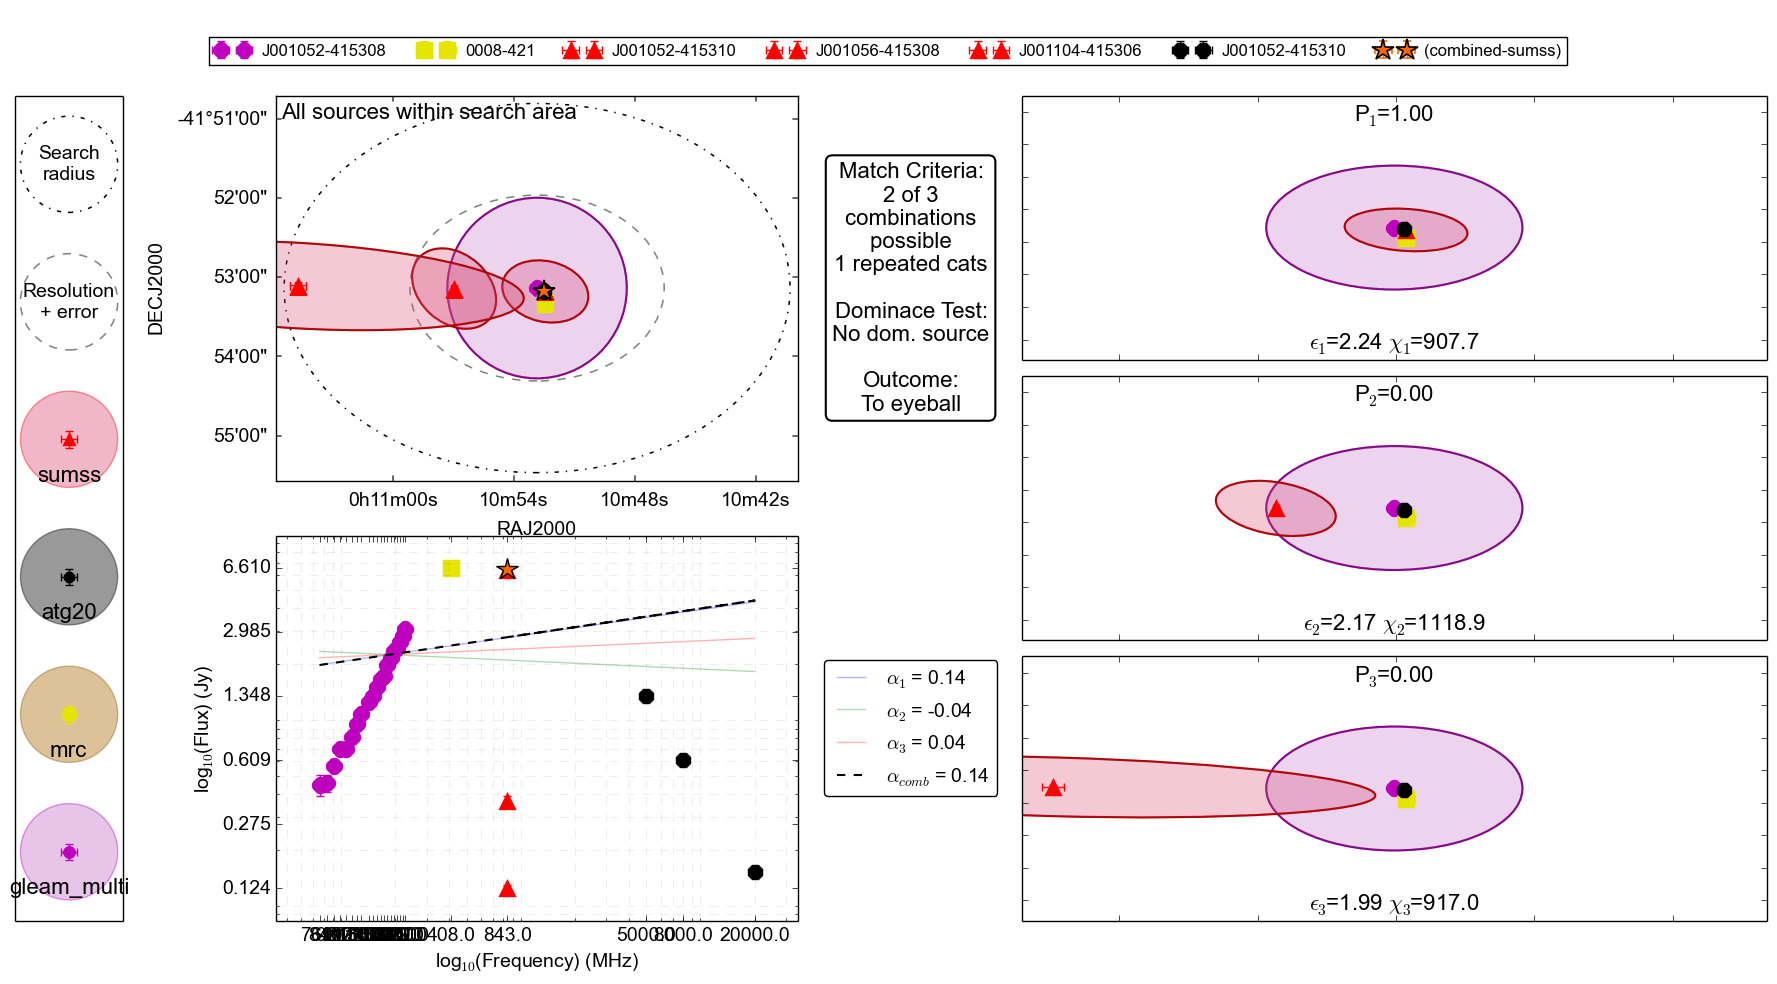 J001052-415308
0008-421
J001052-415310
J001056-415308
J001104-415306
J001052-415310
(combined-sumss)
Search
radius
Resolution
+ error
sumss
atg20
mrc
gleam_multi
All sources within search area
DECJ2000
-41°51'00"
52'00"
53'00"
54'00"
55'00"
0h11m00s
10m54s
10m48s
10m42s
RAJ2000
Match Criteria:
2 of 3
combinations
possible
1 repeated cats
Dominace Test:
No dom. source
Outcome:
To eyeball
log10(Flux) (Jy)
6.610
2.985
1.348
0.609
0.275
0.124
408.0
843.0
5000.0
8000.0
20000.0
log10(Frequency) (MHz)
α1 = 0.14
α2 = -0.04
α3 = 0.04
αcomb = 0.14
P1=1.00
ϵ1=2.24 χ1=907.7
P2=0.00
ϵ2=2.17 χ2=1118.9
P3=0.00
ϵ3=1.99 χ3=917.0